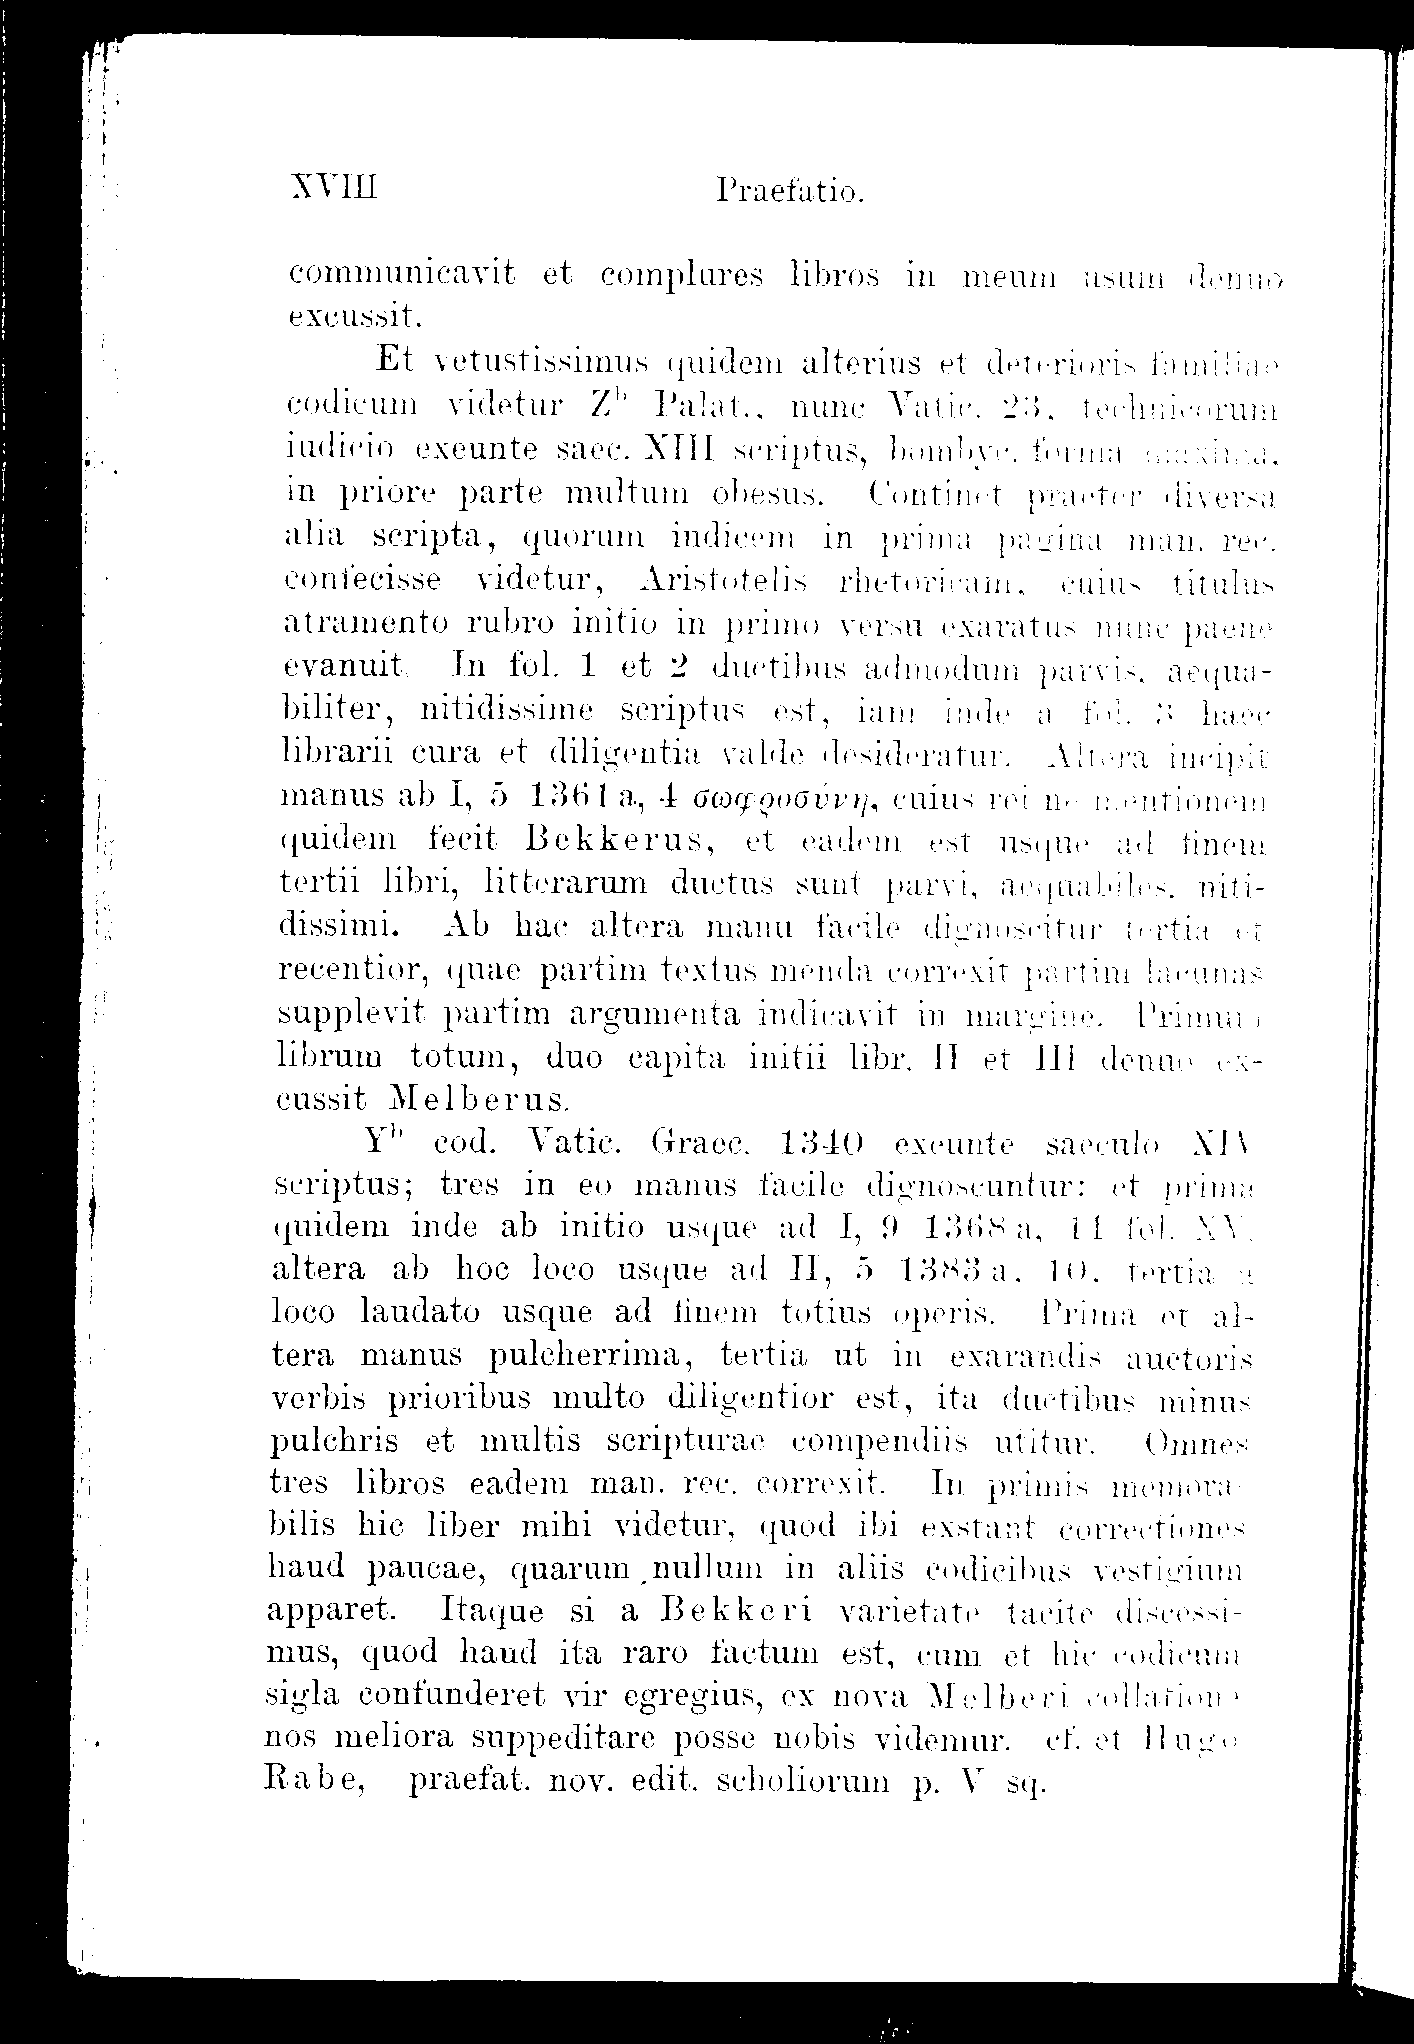 XVIII Praefatio.
communicavit et complures libros in meum usum denuo
excussit.
Et vetustissimus quidem alterius et deterioris familiae
codicum videtur Zᵇ Palat., nunc Vatic. 23, technicorum
iudicio exeunte saec. XIII scriptus, bombyc. forma maxima,
in priore parte multum obesus. Continet praeter diversa
alia scripta, quorum indicem in prima pagina man. rec.
confecisse videtur, Aristotelis rhetoricam, cuius titulus
atramento rubro initio in primo versu exaratus nunc paene
evanuit. In fol. 1 et 2 ductibus admodum parvis, aequa-
biliter, nitidissime scriptus est, iam inde a fol. 3 haec
librarii cura et diligentia valde desideratur. Altera incipit
manus ab I, 5 1361 a, 4 σωφροσύνη, cuius rei ne mentionem
quidem fecit Bekkerus, et eadem est usque ad finem
tertii libri, litterarum ductus sunt parvi, aequabiles, niti-
dissimi. Ab hac altera manu facile dignoscitur tertia et
recentior, quae partim textus menda correxit partim lacunas
supplevit partim argumenta indicavit in margine. Primum
librum totum, duo capita initii libr. II et III denuo ex-
cussit Melberus.
Yᵇ cod. Vatic. Graec. 1340 exeunte saeculo XIV
scriptus; tres in eo manus facile dignoscuntur: et prima
quidem inde ab initio usque ad I, 9 1368 a, 11 fol. XV,
altera ab hoc loco usque ad II, 5 1383 a, 10, tertia a
loco laudato usque ad finem totius operis. Prima et al-
tera manus pulcherrima, tertia ut in exarandis auctoris
verbis prioribus multo diligentior est, ita ductibus minus
pulchris et multis scripturae compendiis utitur. Omnes
tres libros eadem man. rec. correxit. In primis memora-
bilis hic liber mihi videtur, quod ibi exstant correctiones
haud paucae, quarum nullum in aliis codicibus vestigium
apparet. Itaque si a Bekkeri varietate tacite discessi-
mus, quod haud ita raro factum est, cum et hic codicum
sigla confunderet vir egregius, ex nova Melberi collatione
nos meliora suppeditare posse nobis videmur. cf. et Hugo
Rabe, praefat. nov. edit. scholiorum p. V sq.